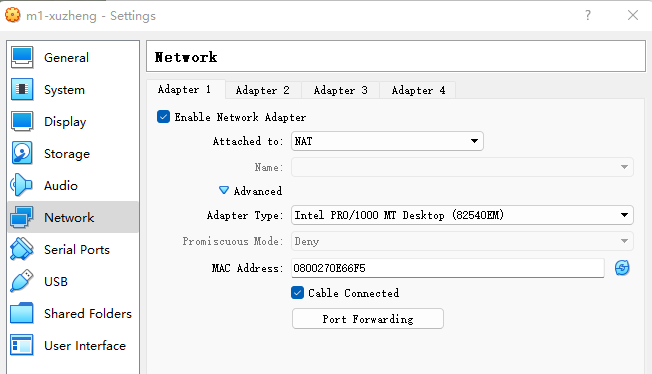 m1-xuzheng - Settings
?
General
System
Display
Storage
Audio
Network
Serial Ports
USB
Shared Folders
User Interface
Network
Adapter 1 Adapter 2 Adapter 3 Adapter 4
Enable Network Adapter
Attached to: NAT
Name:
Advanced
Adapter Type: Intel PRO/1000 MT Desktop (82540EM)
Promiscuous Mode: Deny
MAC Address: 0800270E66F5
Cable Connected
Port Forwarding